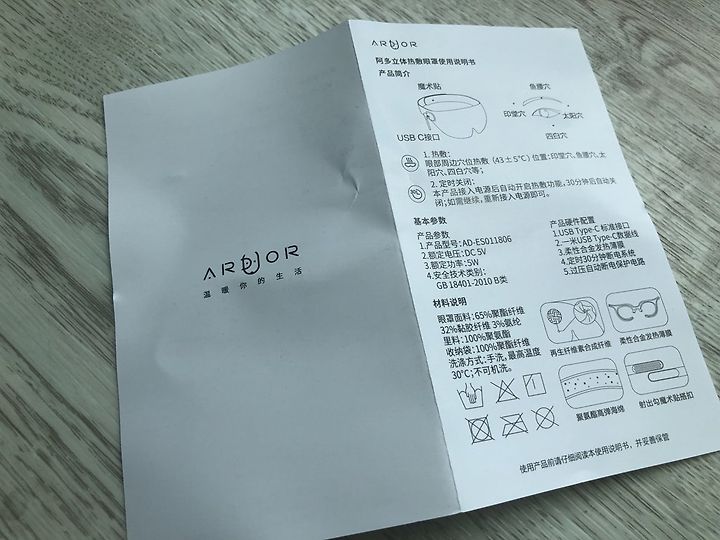 ARDOR
温暖你的生活
ARDOR
阿多立体热敷眼罩使用说明书
产品简介
魔术贴
USB C接口
鱼腰穴
印堂穴
太阳穴
四白穴
1. 热敷:
眼部周边穴位热敷 (43±5℃) 位置: 印堂穴、鱼腰穴、太
阳穴、四白穴等;
2. 定时关闭:
本产品接入电源后自动开启热敷功能, 30分钟后自动关
闭; 如需继续, 重新接入电源即可。
基本参数
产品参数
1.产品型号: AD-ES011806
2.额定电压: DC 5V
3.额定功率: 5W
4.安全技术类别:
GB 18401-2010 B类
产品硬件配置
1.USB Type-C 标准接口
2.一米USB Type-C数据线
3.柔性合金发热薄膜
4.定时30分钟断电系统
5.过压自动断电保护电路
材料说明
眼罩面料: 65%聚酯纤维
32%黏胶纤维 3%氨纶
里料: 100%聚氨酯
收纳袋: 100%聚酯纤维
洗涤方式: 手洗, 最高温度
30℃; 不可机洗。
再生纤维素合成纤维
柔性合金发热薄膜
聚氨酯高弹海绵
射出勾魔术贴搭扣
使用产品前请仔细阅读本使用说明书, 并妥善保管